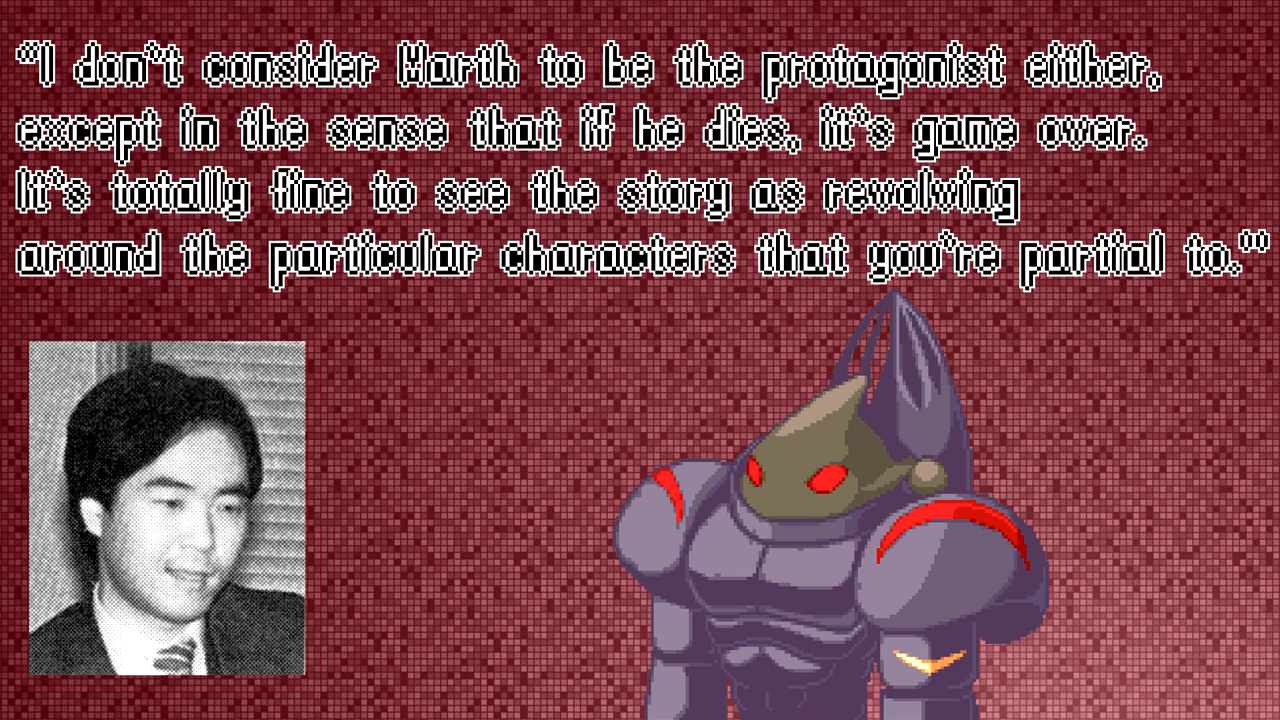 “I don't consider Marth to be the protagonist either,
except in the sense that if he dies, it's game over.
It's totally fine to see the story as revolving
around the particular characters that you're partial to.”